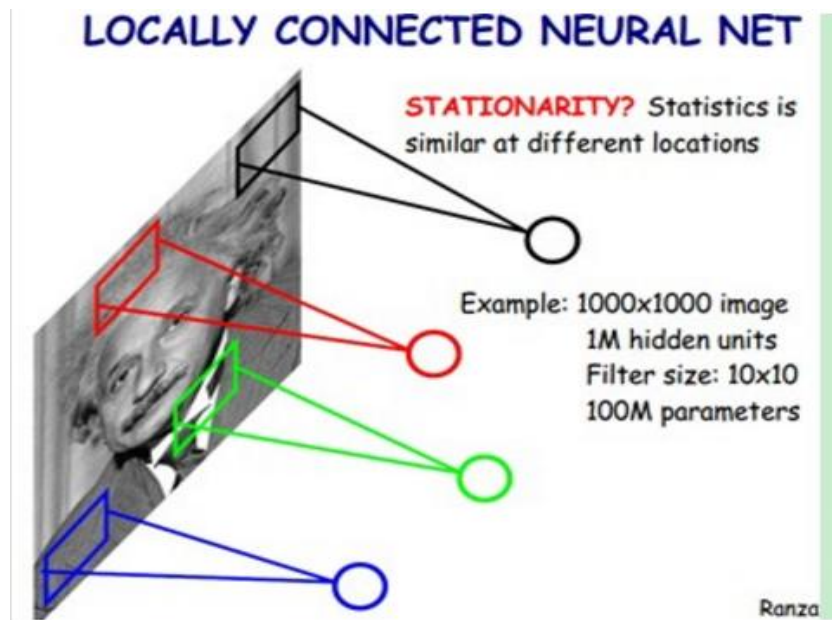 LOCALLY CONNECTED NEURAL NET
STATIONARITY? Statistics is
similar at different locations
Example: 1000x1000 image
1M hidden units
Filter size: 10x10
100M parameters
Ranza